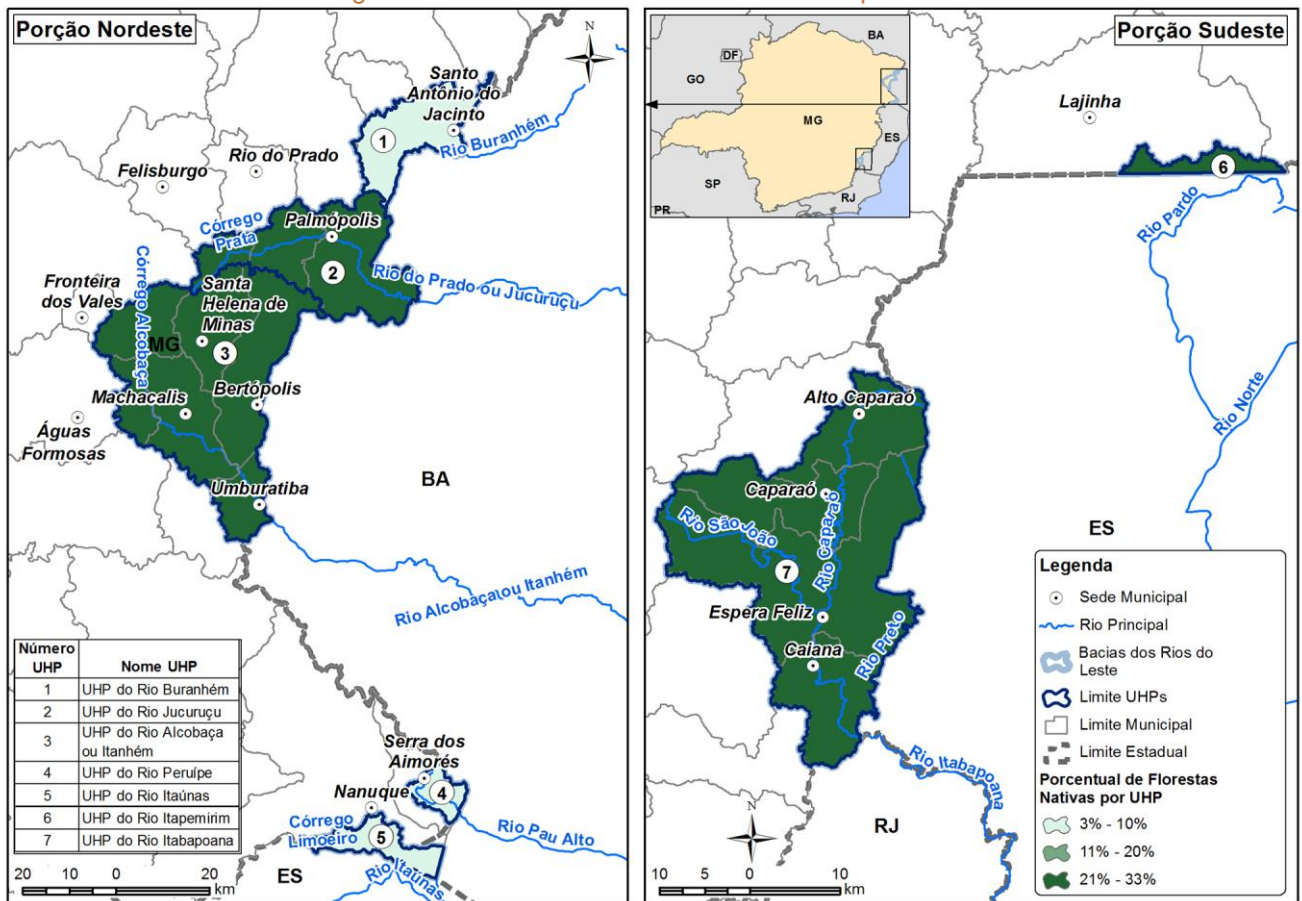 Porção Nordeste
N
Santo
Antônio do
Jacinto
1
Rio Buranhém
Rio do Prado
Felisburgo
Palmópolis
Córrego
Prata
2
Rio do Prado ou Jucuruçu
Córrego Alcobaça
Santa
Helena de
Minas
Fronteira
dos Vales
MG
3
Machacalis
Bertópolis
Águas
Formosas
Umburatiba
BA
Rio Alcobaça ou Itanhém
Número
UHP
Nome UHP
1 UHP do Rio Buranhém
2 UHP do Rio Jucuruçu
3 UHP do Rio Alcobaça
ou Itanhém
4 UHP do Rio Peruípe
5 UHP do Rio Itaúnas
6 UHP do Rio Itapemirim
7 UHP do Rio Itabapoana
Serra dos
Aimorés
4
Nanuque
Córrego
Limoeiro
5
Rio Pau Alto
Rio Itaúnas
ES
20 10 0 20
km
Porção Sudeste
BA
DF
GO
MG
ES
SP
RJ
PR
Lajinha
6
Rio Pardo
Rio Norte
Alto Caparaó
Caparaó
Rio São João
Rio Caparaó
7
Espera Feliz
Caiana
Rio Preto
ES
Rio Itabapoana
N
RJ
10 5 0 10
km
Legenda
Sede Municipal
Rio Principal
Bacias dos Rios do
Leste
Limite UHPs
Limite Municipal
Limite Estadual
Porcentual de Florestas
Nativas por UHP
3% - 10%
11% - 20%
21% - 33%